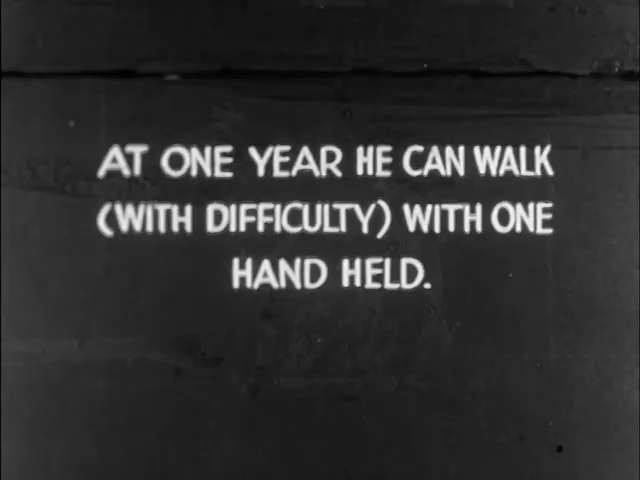 AT ONE YEAR HE CAN WALK
(WITH DIFFICULTY) WITH ONE
HAND HELD.